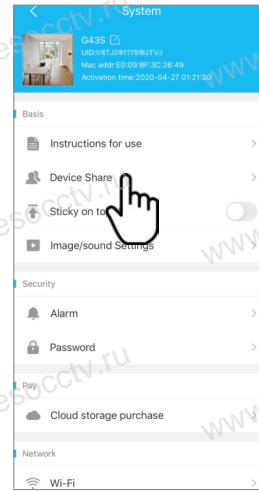 System
G43S
Mac addr:E0:09:BF:3C:26:49
Activation time:2020-04-27 01:21:30
Basis
Instructions for use
Device Share
Sticky on to
Image/sound Settings
Security
Alarm
Password
Pay
Cloud storage purchase
Network
Wi-Fi